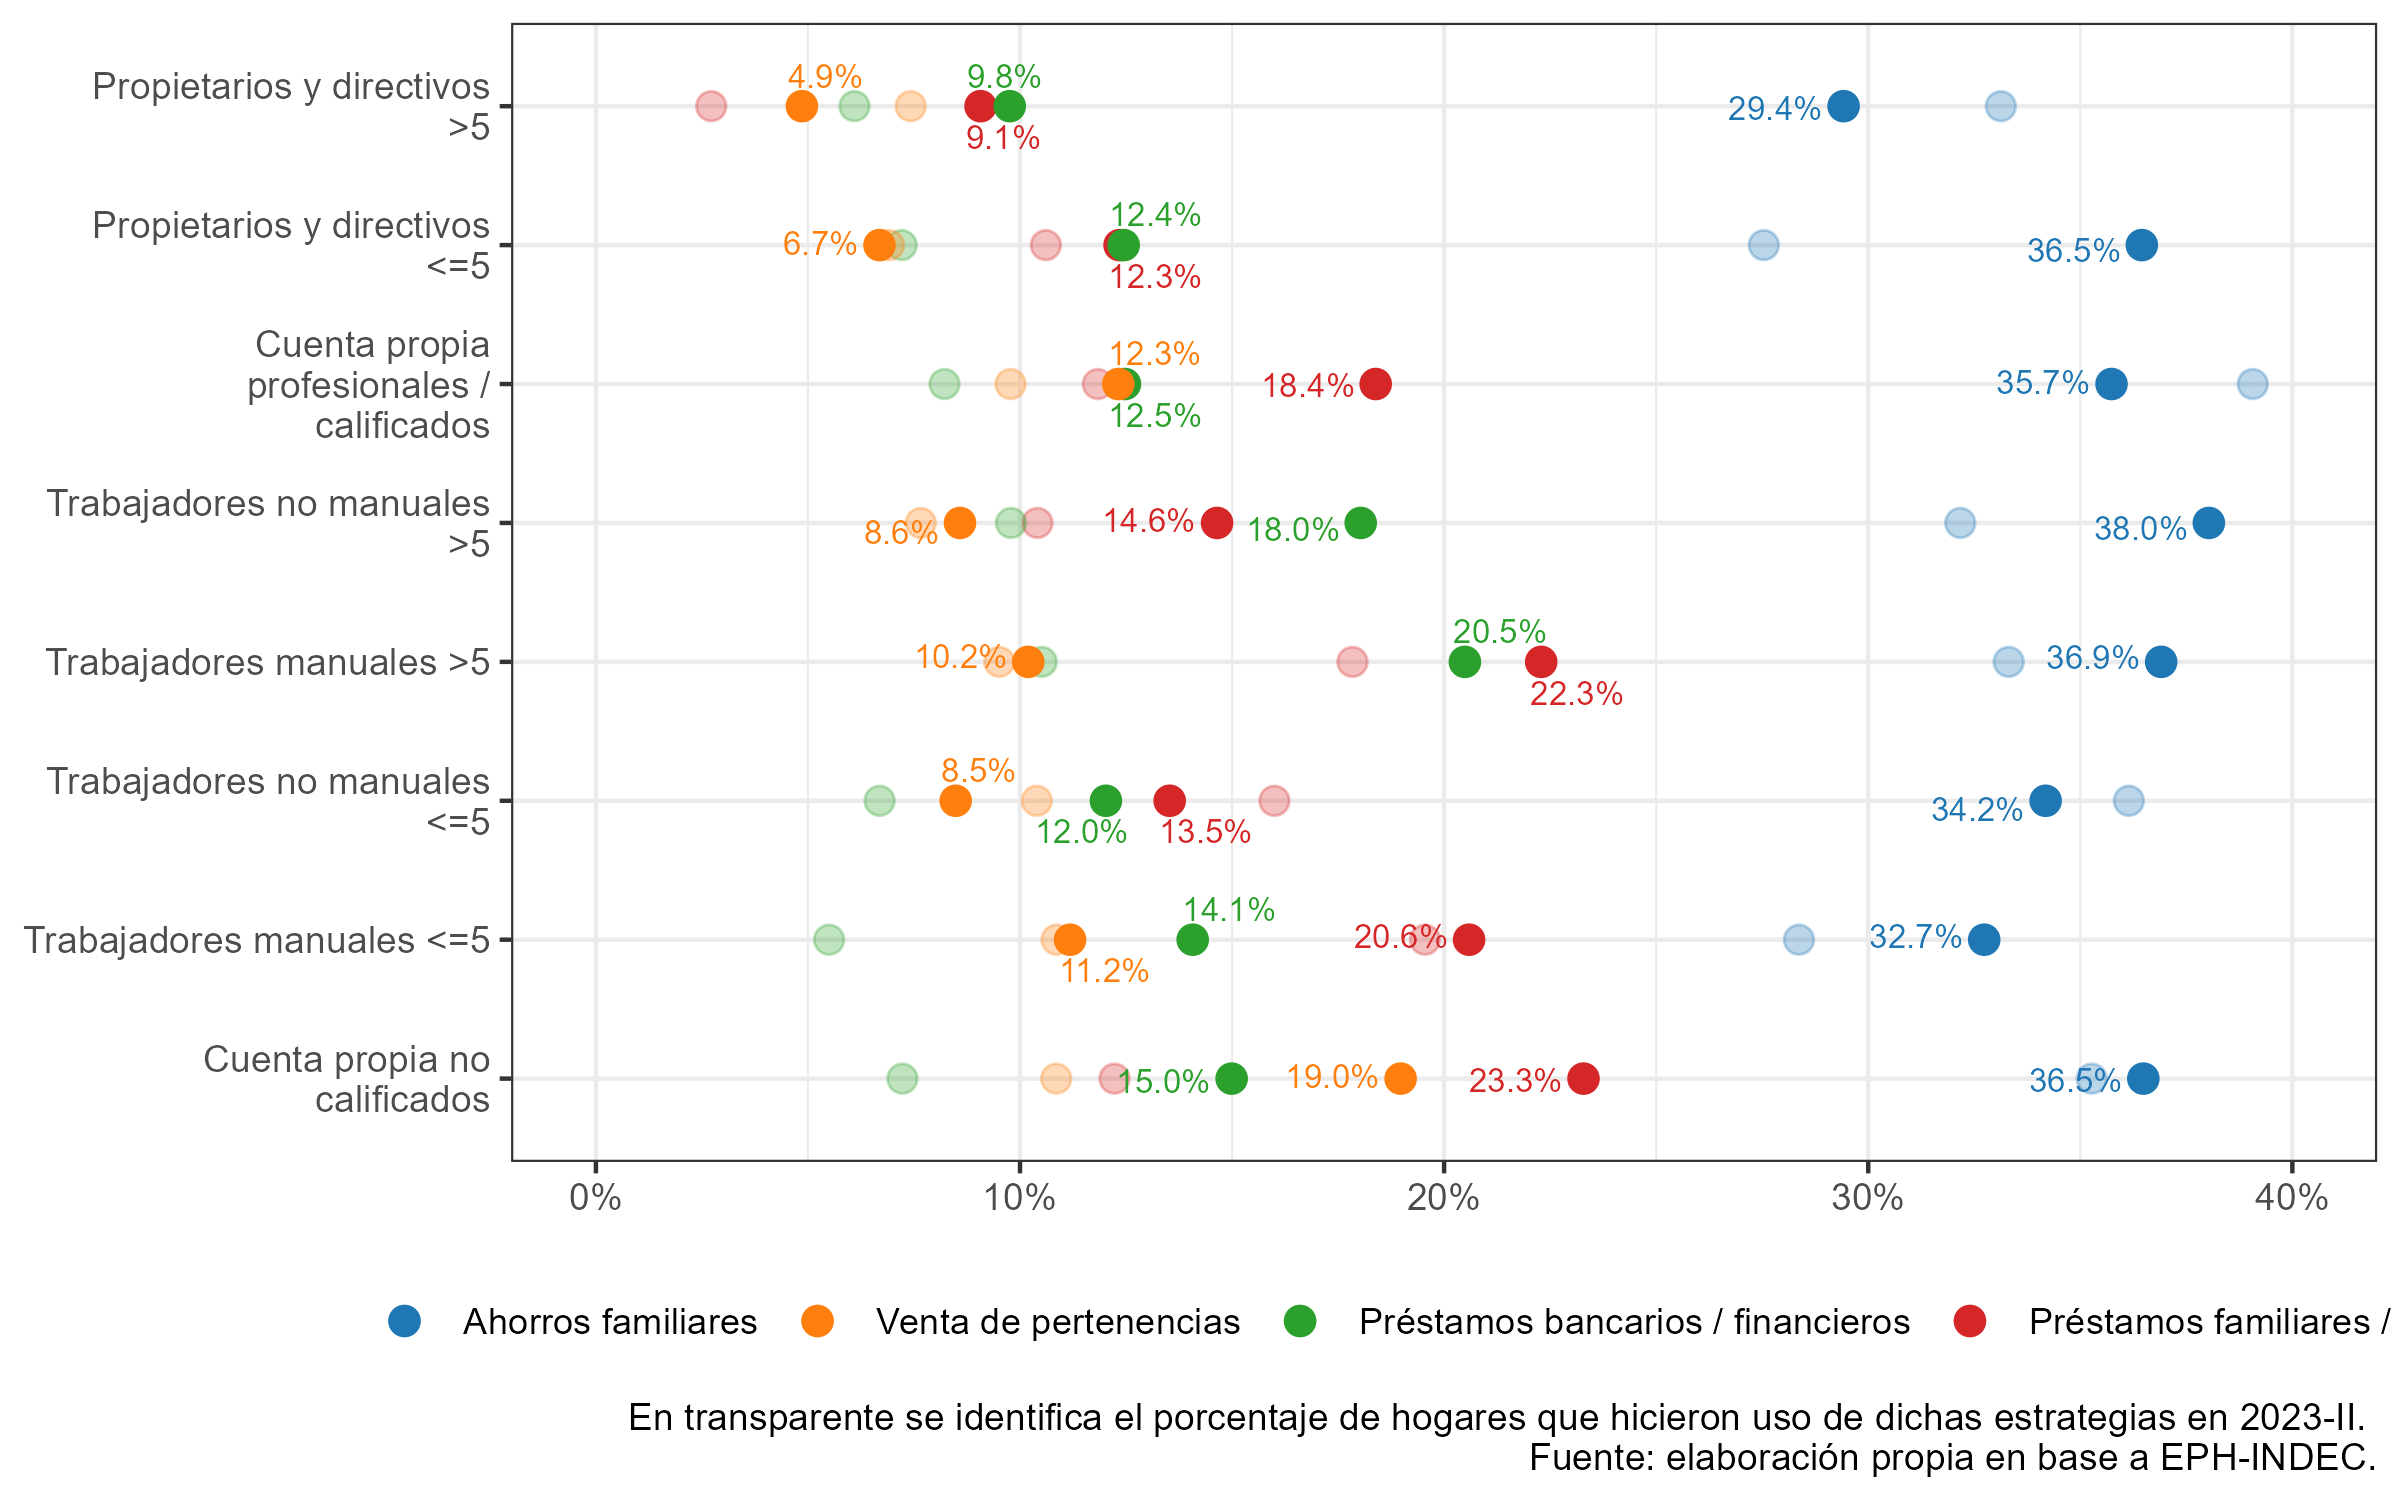 Propietarios y directivos
>5
4.9%
9.8%
9.1%
29.4%
Propietarios y directivos
<=5
6.7%
12.4%
12.3%
36.5%
Cuenta propia
profesionales /
calificados
12.3%
12.5%
18.4%
35.7%
Trabajadores no manuales
>5
8.6%
14.6%
18.0%
38.0%
Trabajadores manuales >5
10.2%
20.5%
22.3%
36.9%
Trabajadores no manuales
<=5
8.5%
12.0%
13.5%
34.2%
Trabajadores manuales <=5
11.2%
14.1%
20.6%
32.7%
Cuenta propia no
calificados
15.0%
19.0%
23.3%
36.5%
0% 10% 20% 30% 40%
Ahorros familiares Venta de pertenencias Préstamos bancarios / financieros Préstamos familiares /
En transparente se identifica el porcentaje de hogares que hicieron uso de dichas estrategias en 2023-II.
Fuente: elaboración propia en base a EPH-INDEC.